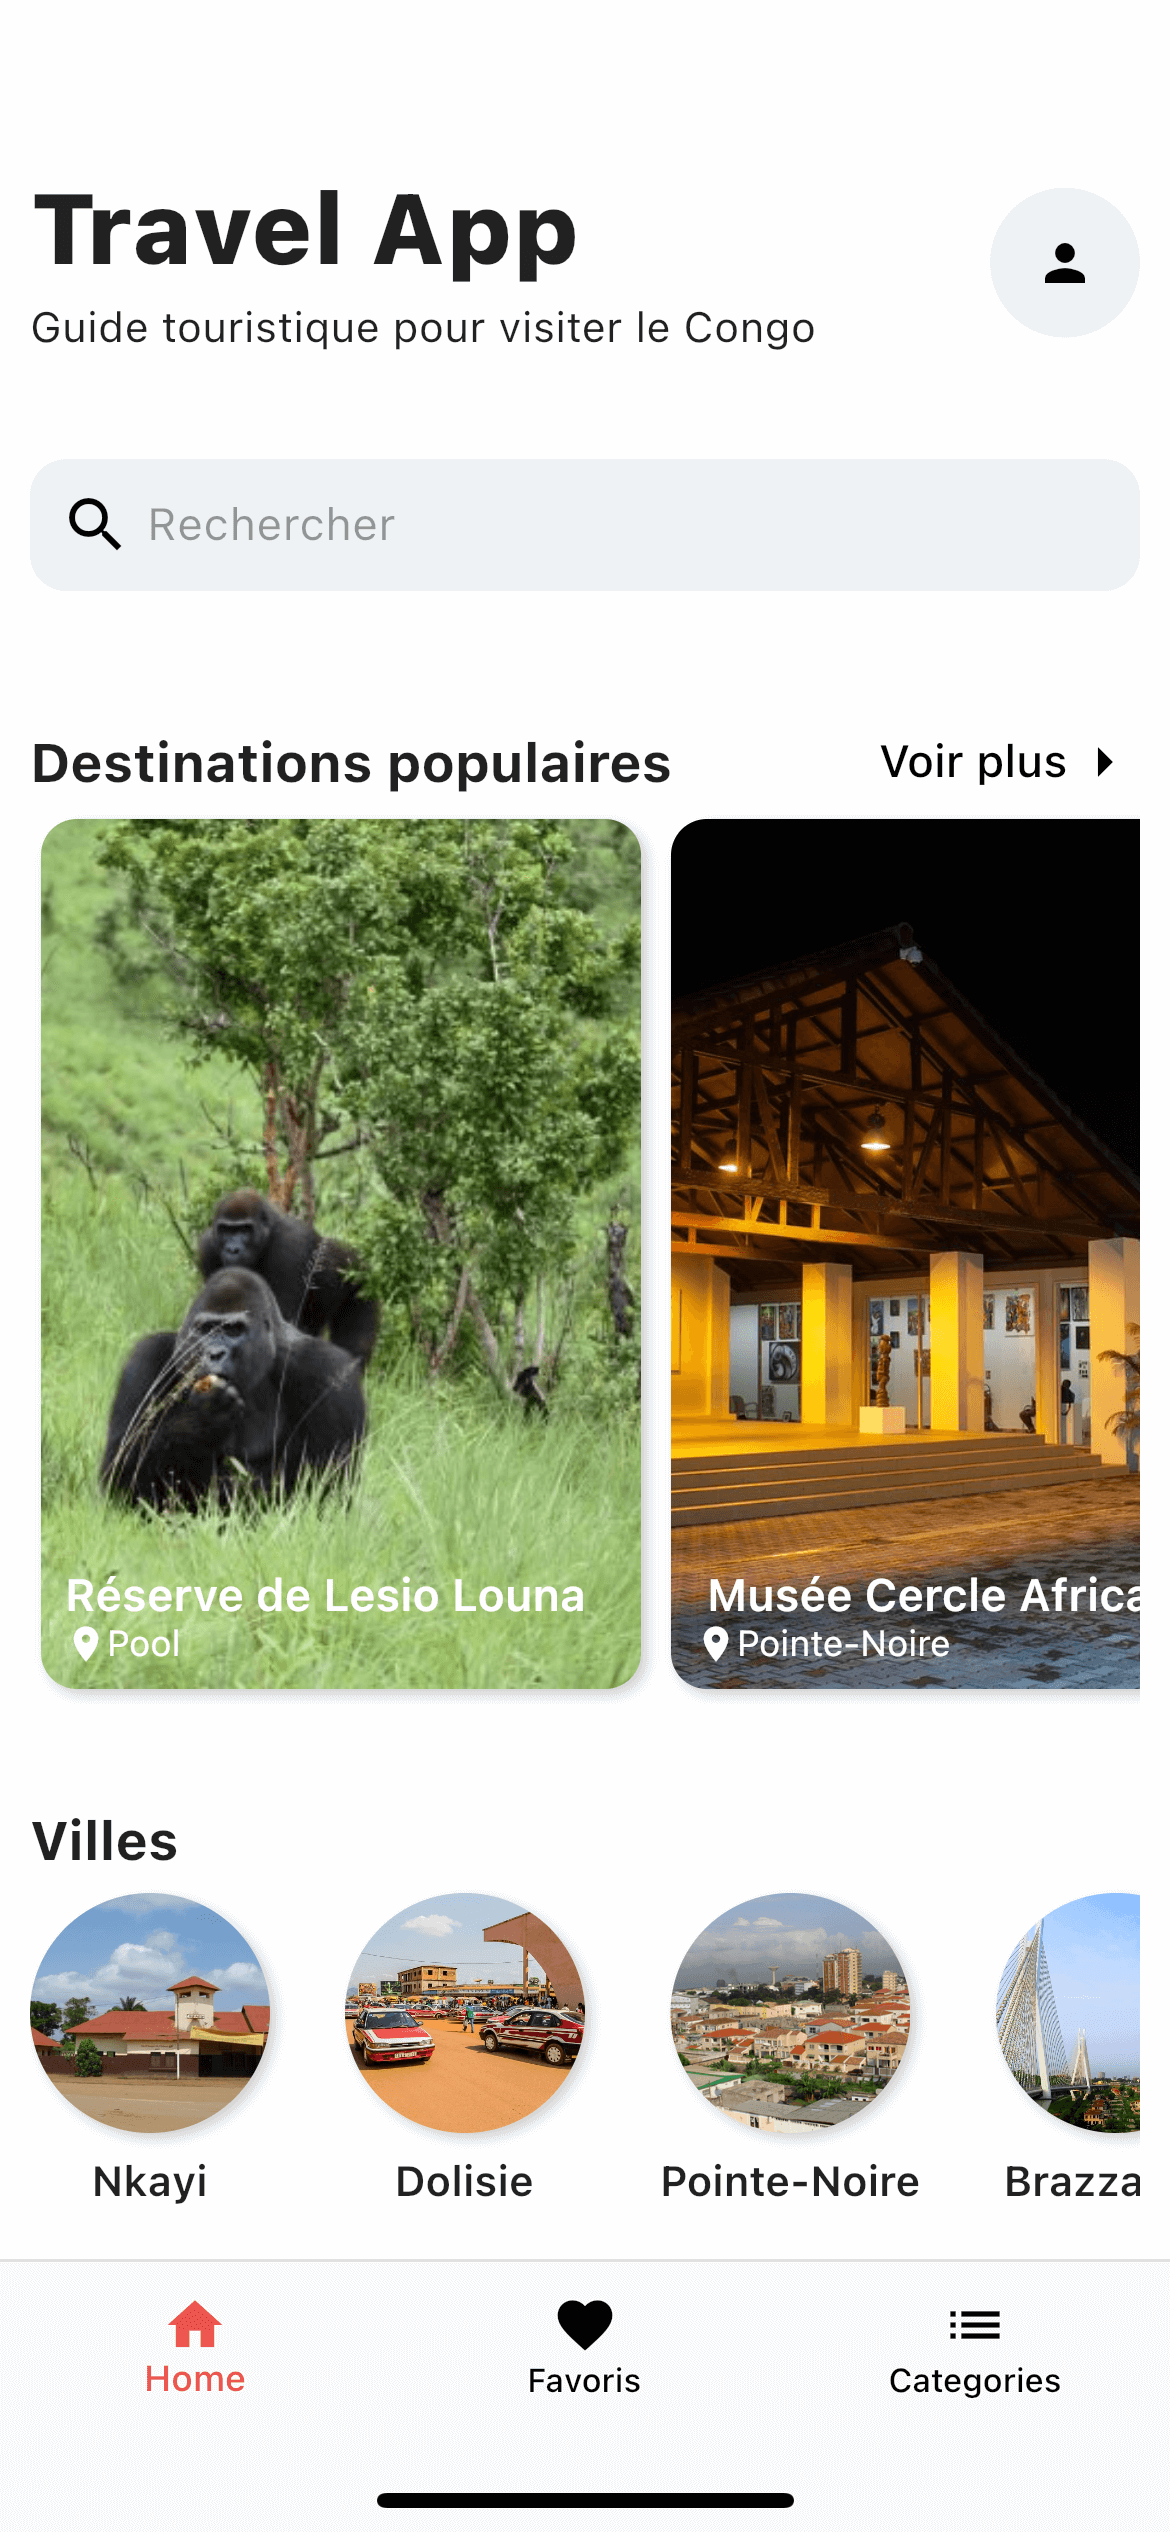 Travel App
Guide touristique pour visiter le Congo
Rechercher
Destinations populaires
Voir plus
Réserve de Lesio Louna
Pool
Musée Cercle Africa
Pointe-Noire
Villes
Nkayi
Dolisie
Pointe-Noire
Brazza
Home
Favoris
Categories